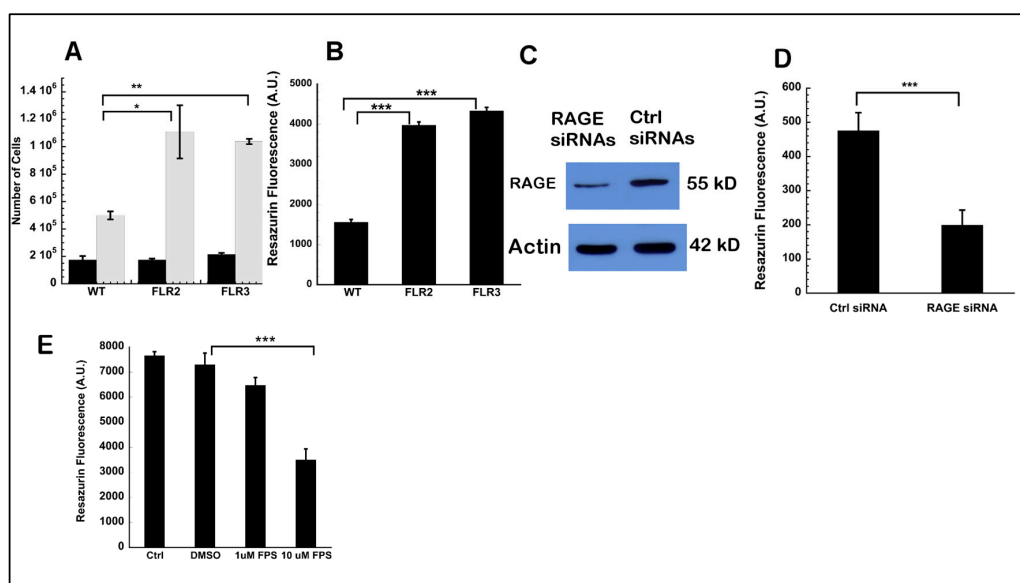 A
Number of Cells
1.4 10⁶
1.2 10⁶
1 10⁶
8 10⁵
6 10⁵
4 10⁵
2 10⁵
0
**
*
WT FLR2 FLR3
B
Resazurin Fluorescence (A.U.)
5000
4000
3000
2000
1000
0
***
***
WT FLR2 FLR3
C
RAGE siRNAs
Ctrl siRNAs
RAGE 55 kD
Actin 42 kD
D
Resazurin Fluorescence (A.U.)
600
500
400
300
200
100
0
***
Ctrl siRNA RAGE siRNA
E
Resazurin Fluorescence (A.U.)
8000
7000
6000
5000
4000
3000
2000
1000
0
***
Ctrl DMSO 1uM FPS 10 uM FPS